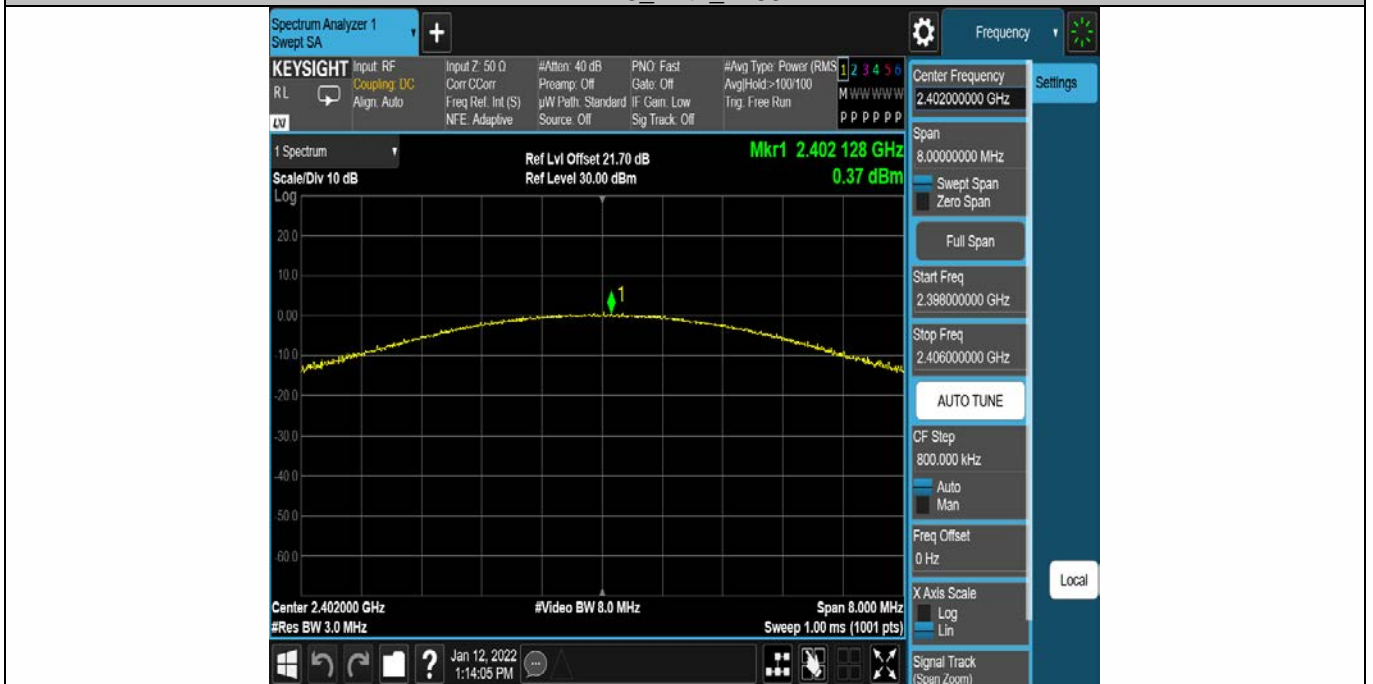 Spectrum Analyzer 1
Swept SA
+
Frequency
KEYSIGHT
RL
LXI
Input: RF
Coupling: DC
Align: Auto
Input Z: 50 Ω
Corr CCorr
Freq Ref: Int (S)
NFE: Adaptive
#Atten: 40 dB
Preamp: Off
µW Path: Standard
Source: Off
PNO: Fast
Gate: Off
IF Gain: Low
Sig Track: Off
#Avg Type: Power (RMS
Avg|Hold:>100/100
Trig: Free Run
1 2 3 4 5 6
M W W W W W
P P P P P P
1 Spectrum
Scale/Div 10 dB
Ref Lvl Offset 21.70 dB
Ref Level 30.00 dBm
Mkr1 2.402 128 GHz
0.37 dBm
Log
20.0
10.0
0.00
-10.0
-20.0
-30.0
-40.0
-50.0
-60.0
1
Center 2.402000 GHz
#Res BW 3.0 MHz
#Video BW 8.0 MHz
Span 8.000 MHz
Sweep 1.00 ms (1001 pts)
Center Frequency
2.402000000 GHz
Span
8.00000000 MHz
Swept Span
Zero Span
Full Span
Start Freq
2.398000000 GHz
Stop Freq
2.406000000 GHz
AUTO TUNE
CF Step
800.000 kHz
Auto
Man
Freq Offset
0 Hz
X Axis Scale
Log
Lin
Signal Track
(Span Zoom)
Settings
Local
?
Jan 12, 2022
1:14:05 PM